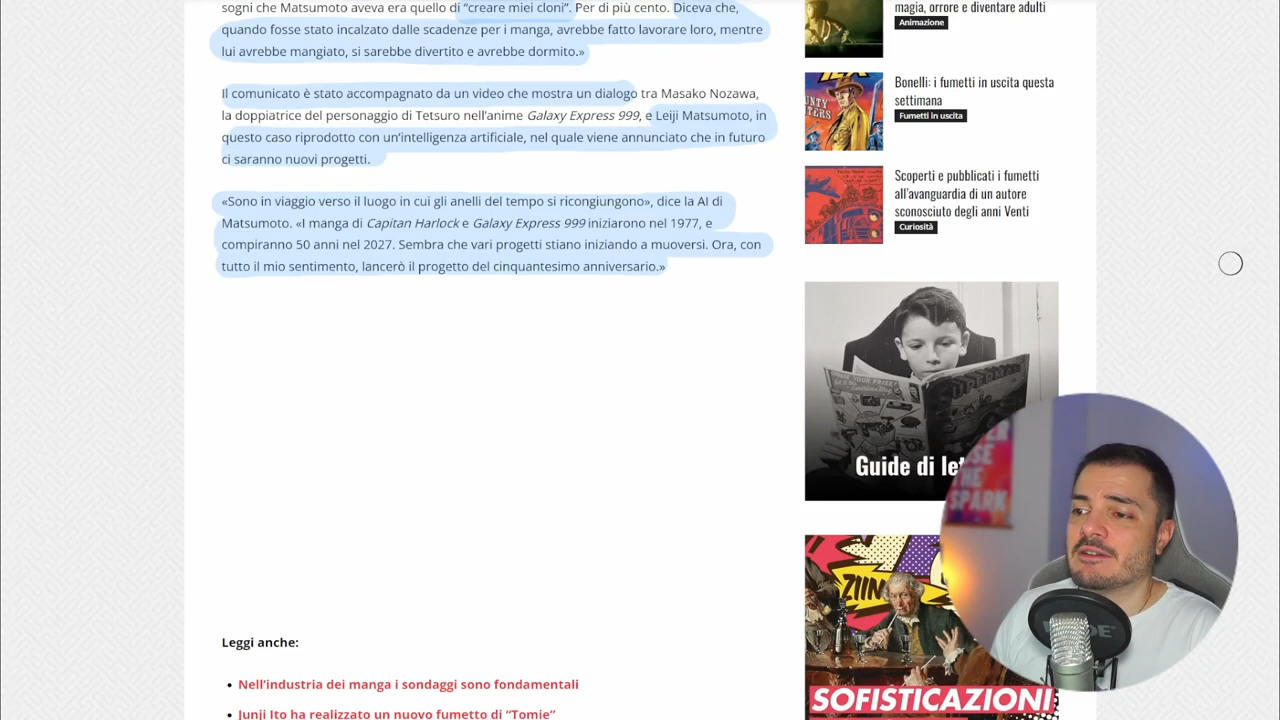 sogni che Matsumoto aveva era quello di “creare miei cloni”. Per di più cento. Diceva che,
quando fosse stato incalzato dalle scadenze per i manga, avrebbe fatto lavorare loro, mentre
lui avrebbe mangiato, si sarebbe divertito e avrebbe dormito.»
Il comunicato è stato accompagnato da un video che mostra un dialogo tra Masako Nozawa,
la doppiatrice del personaggio di Tetsuro nell’anime Galaxy Express 999, e Leiji Matsumoto, in
questo caso riprodotto con un’intelligenza artificiale, nel quale viene annunciato che in futuro
ci saranno nuovi progetti.
«Sono in viaggio verso il luogo in cui gli anelli del tempo si ricongiungono», dice la AI di
manga di Capitan Harlock e Galaxy Express 999 iniziarono nel 1977, e
compiranno 50 anni nel 2027. Sembra che vari progetti stiano iniziando a muoversi. Ora, con
tutto il mio sentimento, lancerò il progetto del cinquantesimo anniversario.»
Leggi anche:
manga i sondaggi sono fondamentali
ha realizzato un nuovo fumetto di “Tomie”
magia, orrore e diventare adulti
Animazione
Bonelli: i fumetti in uscita questa
settimana
Fumetti in uscita
Scoperti e pubblicati i fumetti
all’avanguardia di un autore
sconosciuto degli anni Venti
Curiosità
SUPERMAN
Guide di let
THE
SPARK
ZIIN
SOFISTICAZIONI